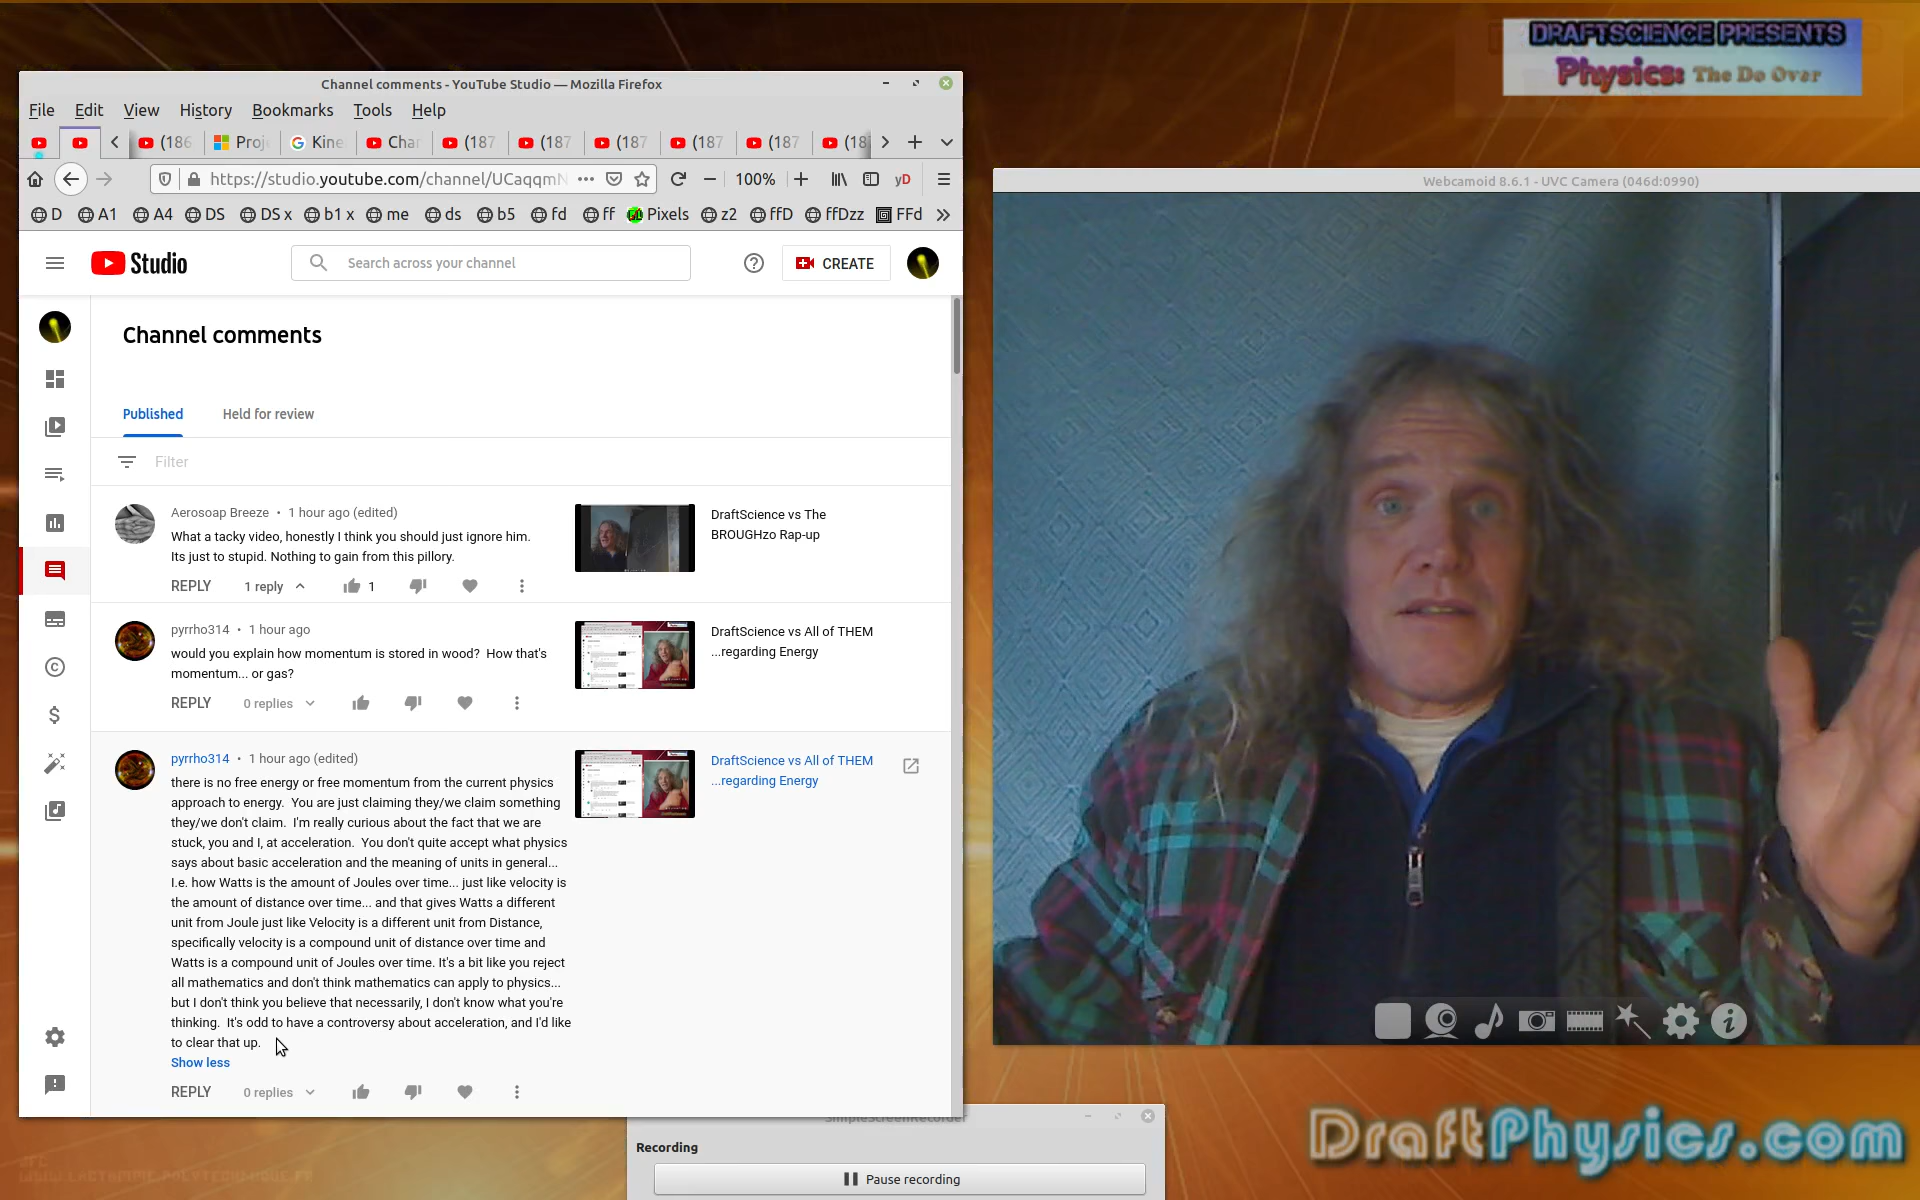 DRAFTSCIENCE PRESENTS
Physics: The Do Over
Channel comments - YouTube Studio — Mozilla Firefox
File Edit View History Bookmarks Tools Help
(186 Proj Kine Char (187 (187 (187 (187 (187 (187
https://studio.youtube.com/channel/UCaqqmN 100% yD
D A1 A4 DS DS x b1 x me ds b5 fd ff Pixels z2 ffD ffDzz FFd
Studio
Search across your channel
CREATE
Channel comments
Published Held for review
Filter
Aerosoap Breeze • 1 hour ago (edited)
What a tacky video, honestly I think you should just ignore him.
Its just to stupid. Nothing to gain from this pillory.
REPLY 1 reply 1
DraftScience vs The
BROUGHzo Rap-up
pyrrho314 • 1 hour ago
would you explain how momentum is stored in wood? How that's
momentum... or gas?
REPLY 0 replies
DraftScience vs All of THEM
...regarding Energy
pyrrho314 • 1 hour ago (edited)
there is no free energy or free momentum from the current physics
approach to energy. You are just claiming they/we claim something
they/we don't claim. I'm really curious about the fact that we are
stuck, you and I, at acceleration. You don't quite accept what physics
says about basic acceleration and the meaning of units in general...
I.e. how Watts is the amount of Joules over time... just like velocity is
the amount of distance over time... and that gives Watts a different
unit from Joule just like Velocity is a different unit from Distance,
specifically velocity is a compound unit of distance over time and
Watts is a compound unit of Joules over time. It's a bit like you reject
all mathematics and don't think mathematics can apply to physics...
but I don't think you believe that necessarily, I don't know what you're
thinking. It's odd to have a controversy about acceleration, and I'd like
to clear that up.
Show less
REPLY 0 replies
DraftScience vs All of THEM
...regarding Energy
Webcamoid 8.6.1 - UVC Camera (046d:0990)
SimpleScreenRecorder
Recording
Pause recording
DraftPhysics.com